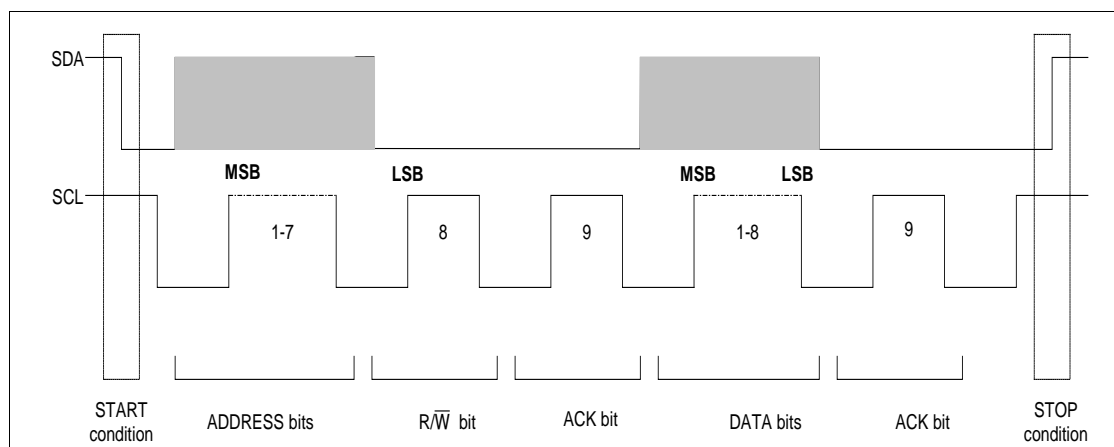 SDA
MSB LSB MSB LSB
SCL
1-7 8 9 1-8 9
START condition
ADDRESS bits
R/W̅ bit
ACK bit
DATA bits
ACK bit
STOP condition